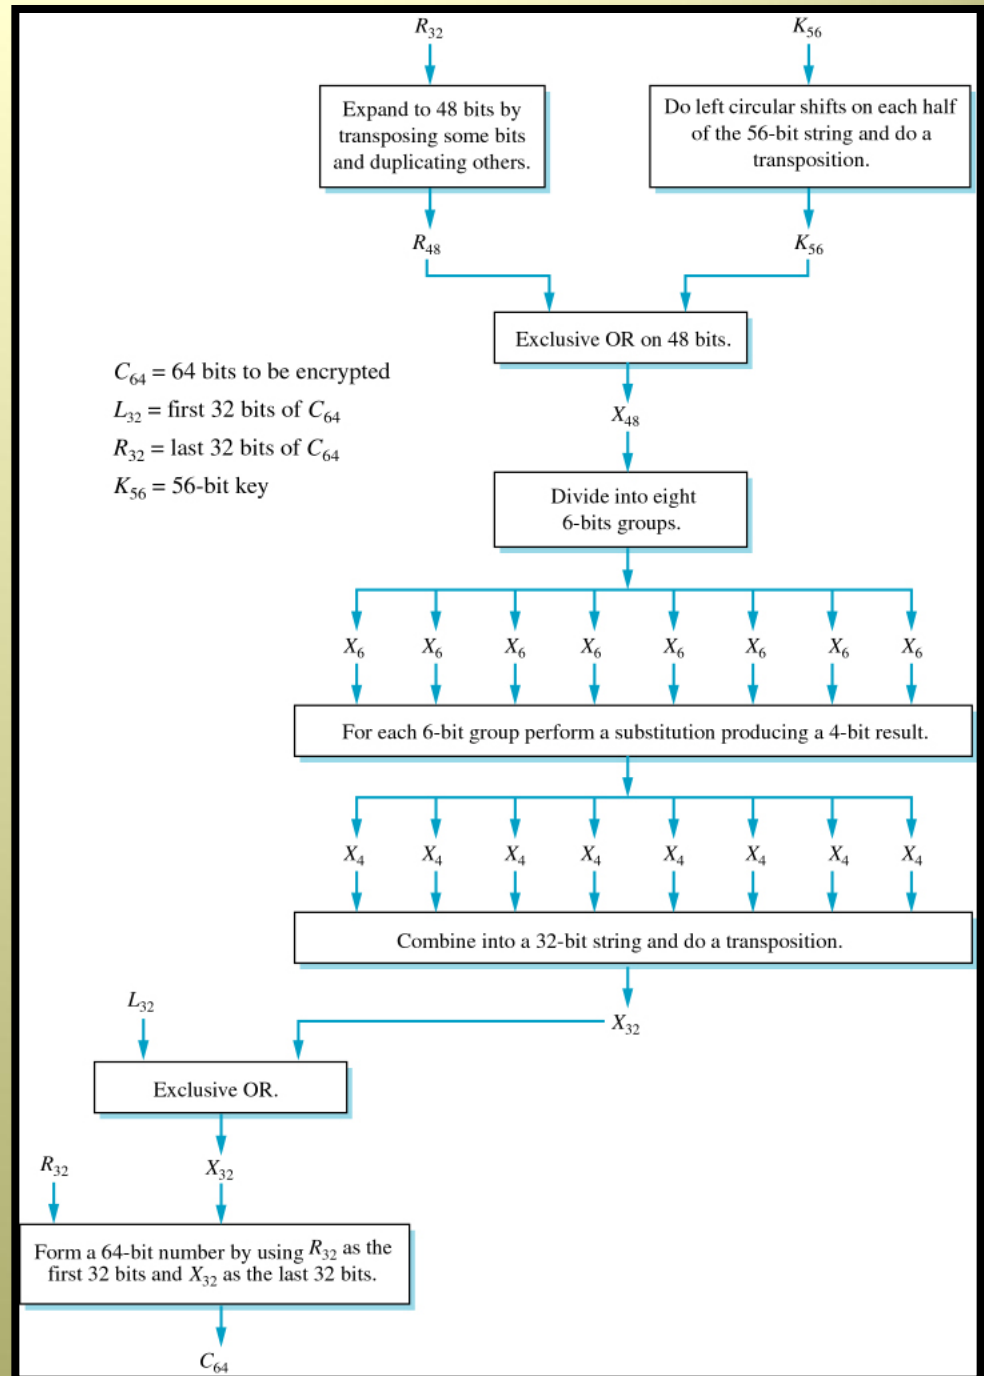 R32
K56
Expand to 48 bits by
transposing some bits
and duplicating others.
Do left circular shifts on each half
of the 56-bit string and do a
transposition.
R48
K56
Exclusive OR on 48 bits.
C64 = 64 bits to be encrypted
L32 = first 32 bits of C64
R32 = last 32 bits of C64
K56 = 56-bit key
X48
Divide into eight
6-bits groups.
X6 X6 X6 X6 X6 X6 X6 X6
For each 6-bit group perform a substitution producing a 4-bit result.
X4 X4 X4 X4 X4 X4 X4 X4
Combine into a 32-bit string and do a transposition.
L32
X32
Exclusive OR.
R32
X32
Form a 64-bit number by using R32 as the
first 32 bits and X32 as the last 32 bits.
C64